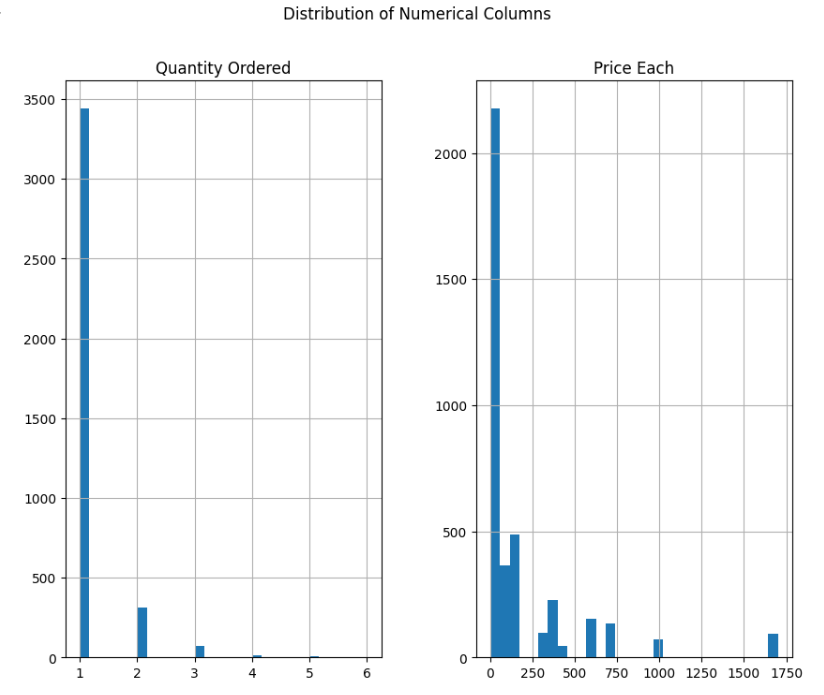 Distribution of Numerical Columns
Quantity Ordered
3500
3000
2500
2000
1500
1000
500
0
1 2 3 4 5 6
Price Each
2000
1500
1000
500
0
0 250 500 750 1000 1250 1500 1750